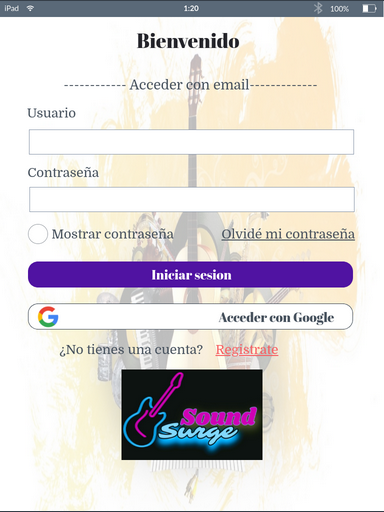 iPad 1:20 100%
Bienvenido
------------ Acceder con email-------------
Usuario
Contraseña
Mostrar contraseña Olvidé mi contraseña
Iniciar sesion
Acceder con Google
¿No tienes una cuenta? Registrate
Sound
Surge